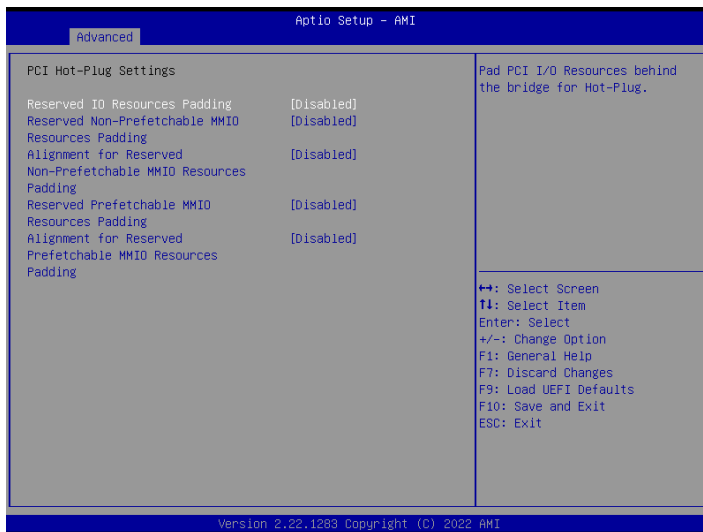 Aptio Setup - AMI
Advanced
PCI Hot-Plug Settings
Reserved IO Resources Padding [Disabled]
Reserved Non-Prefetchable MMIO [Disabled]
Resources Padding
Alignment for Reserved [Disabled]
Non-Prefetchable MMIO Resources
Padding
Reserved Prefetchable MMIO [Disabled]
Resources Padding
Alignment for Reserved [Disabled]
Prefetchable MMIO Resources
Padding
Pad PCI I/O Resources behind
the bridge for Hot-Plug.
↔: Select Screen
↑↓: Select Item
Enter: Select
+/-: Change Option
F1: General Help
F7: Discard Changes
F9: Load UEFI Defaults
F10: Save and Exit
ESC: Exit
Version 2.22.1283 Copyright (C) 2022 AMI